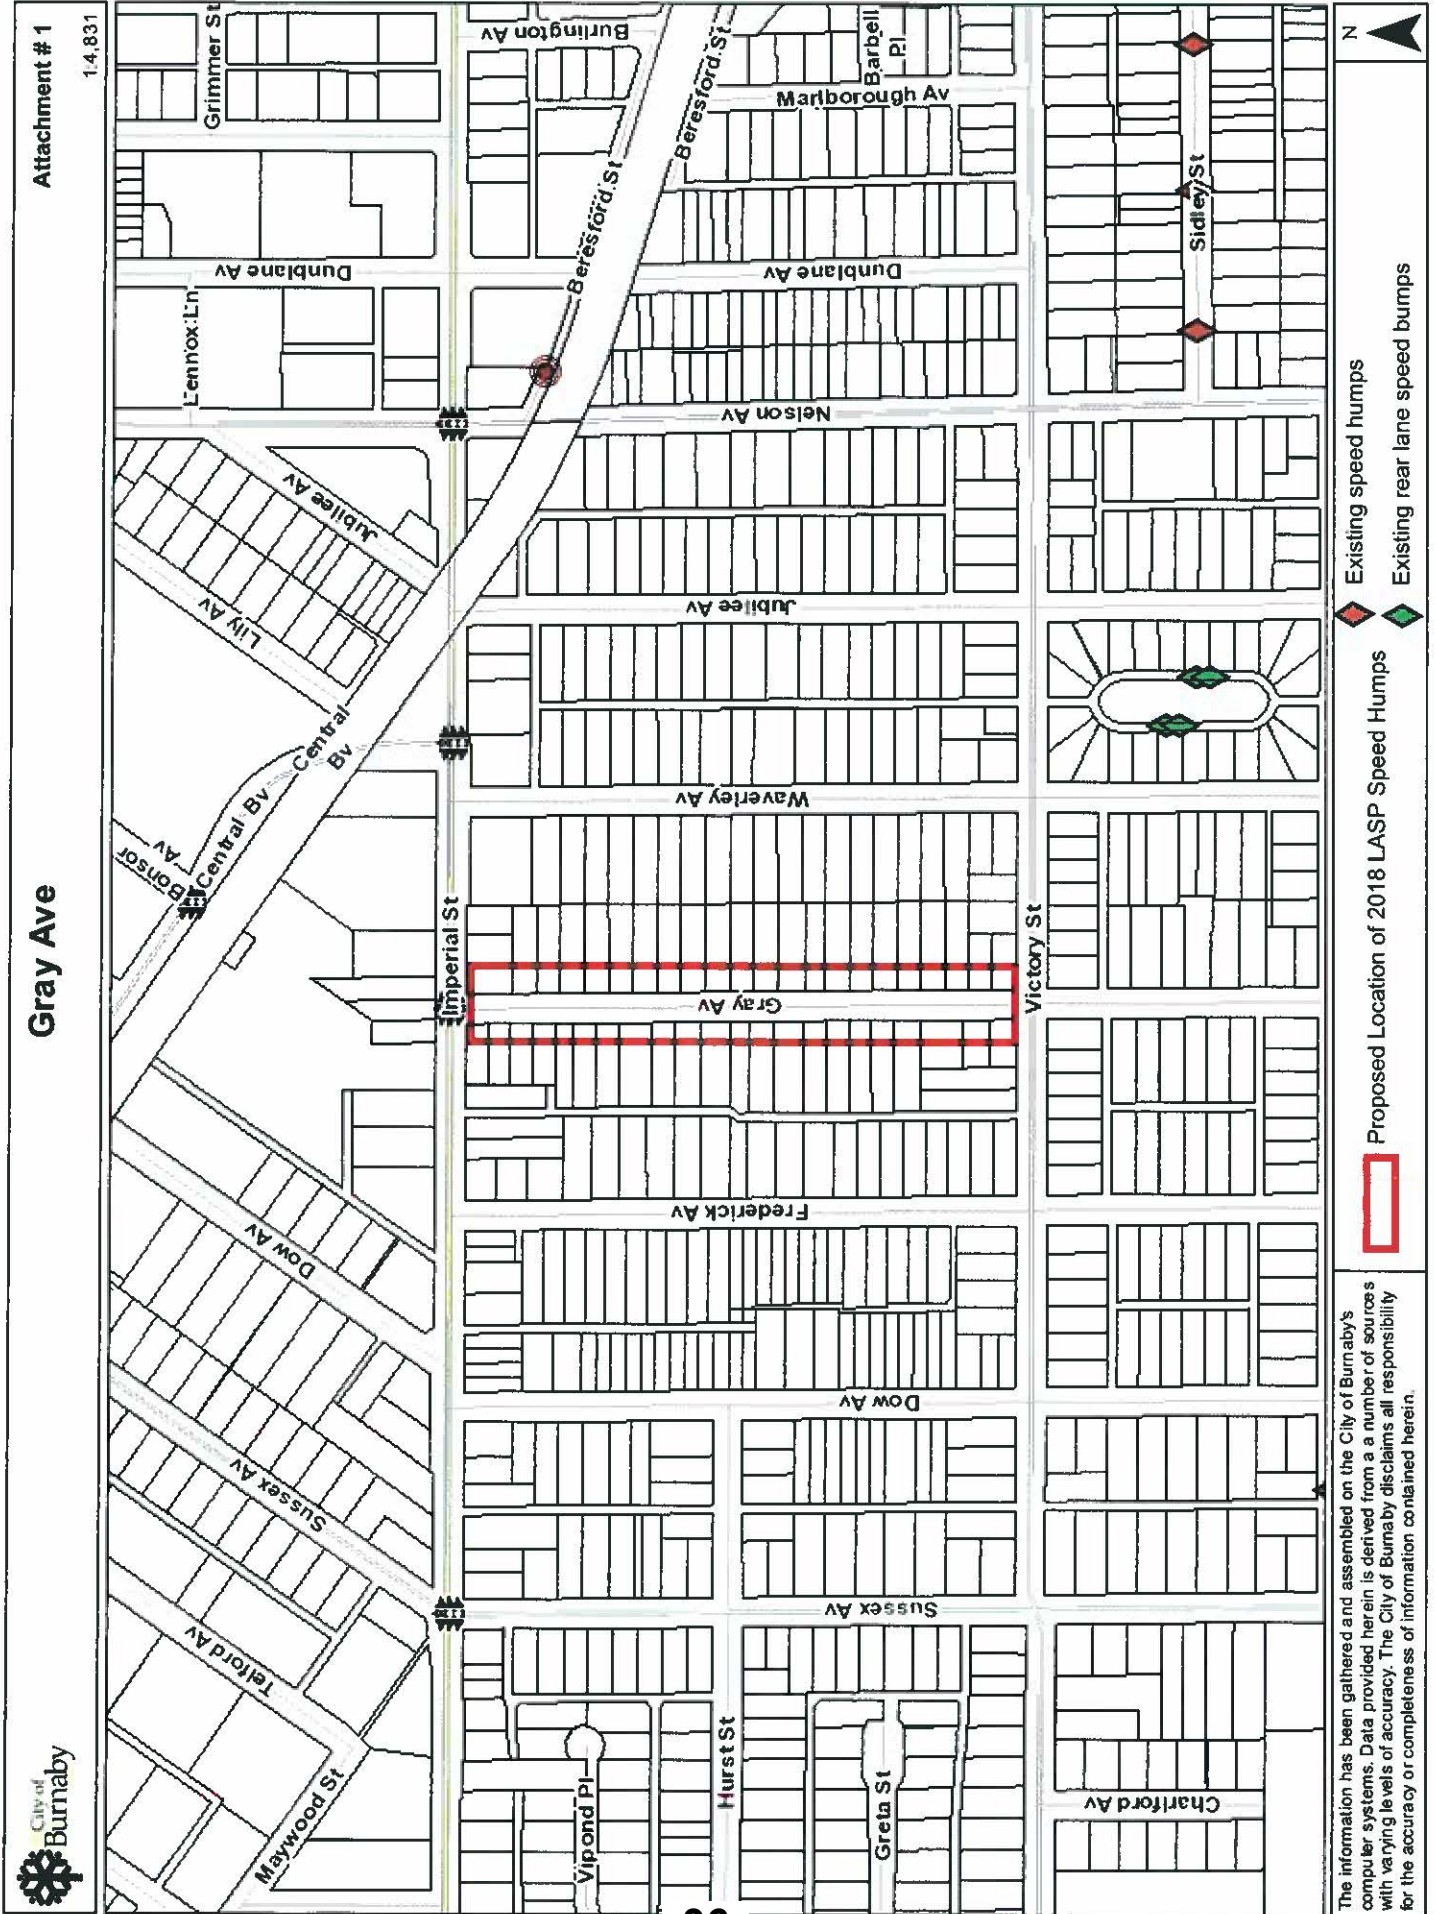 City of
Burnaby
Gray Ave
Attachment # 1
1:4,831
Grimmer St
Burlington Av
Beresford St
Barbell
Pl
Marlborough Av
Beresford St
Sidley St
Dunblane Av
Dunblane Av
Lennox Ln
Nelson Av
Jubilee Av
Lily Av
Jubilee Av
Central
Bv
Central Bv
Bonsor
Av
Waverley Av
Imperial St
Gray Av
Victory St
Frederick Av
Dow Av
Dow Av
Sussex Av
Sussex Av
Telford Av
Maywood St
Vipond Pl
Hurst St
Greta St
Charlford Av
The information has been gathered and assembled on the City of Burnaby's
computer systems. Data provided herein is derived from a a number of sources
with varying levels of accuracy. The City of Burnaby disclaims all responsibility
for the accuracy or completeness of information contained herein.
Proposed Location of 2018 LASP Speed Humps
Existing speed humps
Existing rear lane speed bumps
N